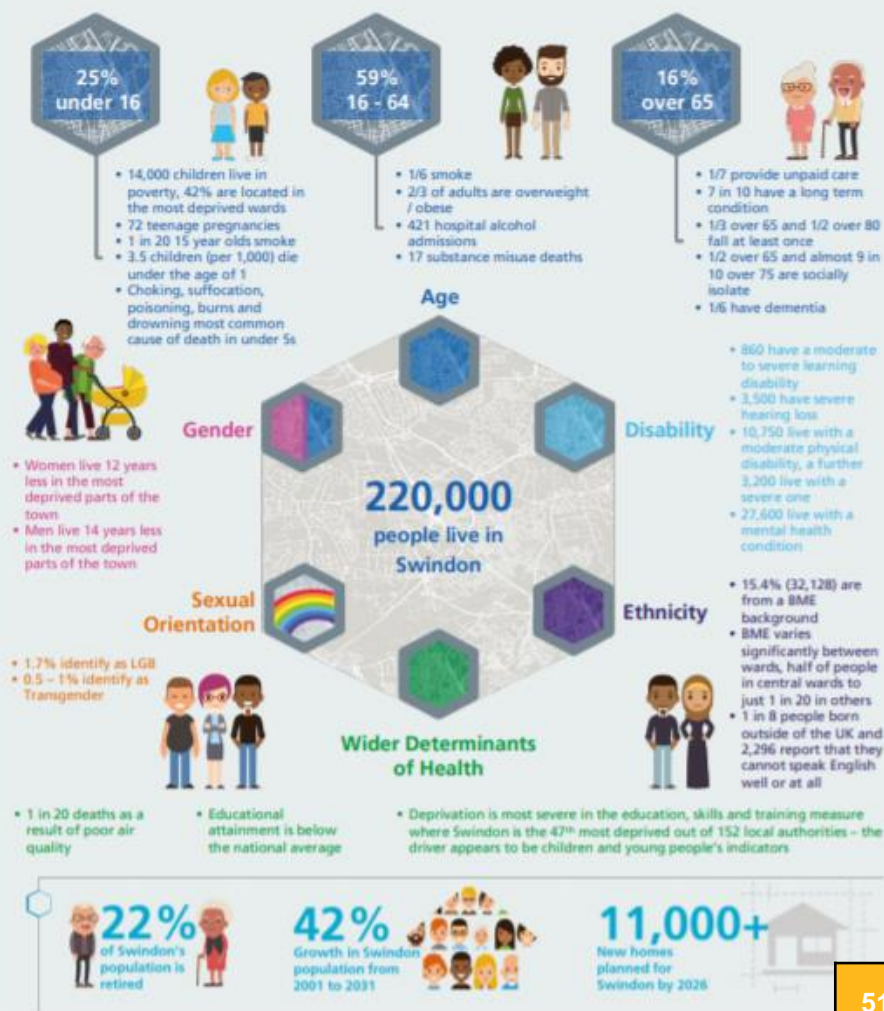 25%
under 16
59%
16 - 64
16%
over 65
• 14,000 children live in
poverty, 42% are located in
the most deprived wards
• 72 teenage pregnancies
• 1 in 20 15 year olds smoke
• 3.5 children (per 1,000) die
under the age of 1
• Choking, suffocation,
poisoning, burns and
drowning most common
cause of death in under 5s
• 1/6 smoke
• 2/3 of adults are overweight
/ obese
• 421 hospital alcohol
admissions
• 17 substance misuse deaths
• 1/7 provide unpaid care
• 7 in 10 have a long term
condition
• 1/3 over 65 and 1/2 over 80
fall at least once
• 1/2 over 65 and almost 9 in
10 over 75 are socially
isolate
• 1/6 have dementia
Age
Gender
• Women live 12 years
less in the most
deprived parts of the
town
• Men live 14 years less
in the most deprived
parts of the town
Disability
• 860 have a moderate
to severe learning
disability
• 3,500 have severe
hearing loss
• 10,750 live with a
moderate physical
disability, a further
3,200 live with a
severe one
• 27,600 live with a
mental health
condition
220,000
people live in
Swindon
Sexual
Orientation
• 1.7% identify as LGB
• 0.5 – 1% identify as
Transgender
Ethnicity
• 15.4% (32,128) are
from a BME
background
• BME varies
significantly between
wards, half of people
in central wards to
just 1 in 20 in others
• 1 in 8 people born
outside of the UK and
2,296 report that they
cannot speak English
well or at all
Wider Determinants
of Health
• 1 in 20 deaths as a
result of poor air
quality
• Educational
attainment is below
the national average
• Deprivation is most severe in the education, skills and training measure
where Swindon is the 47th most deprived out of 152 local authorities – the
driver appears to be children and young people's indicators
22%
of Swindon's
population is
retired
42%
Growth in Swindon
population from
2001 to 2031
11,000+
New homes
planned for
Swindon by 2026
51